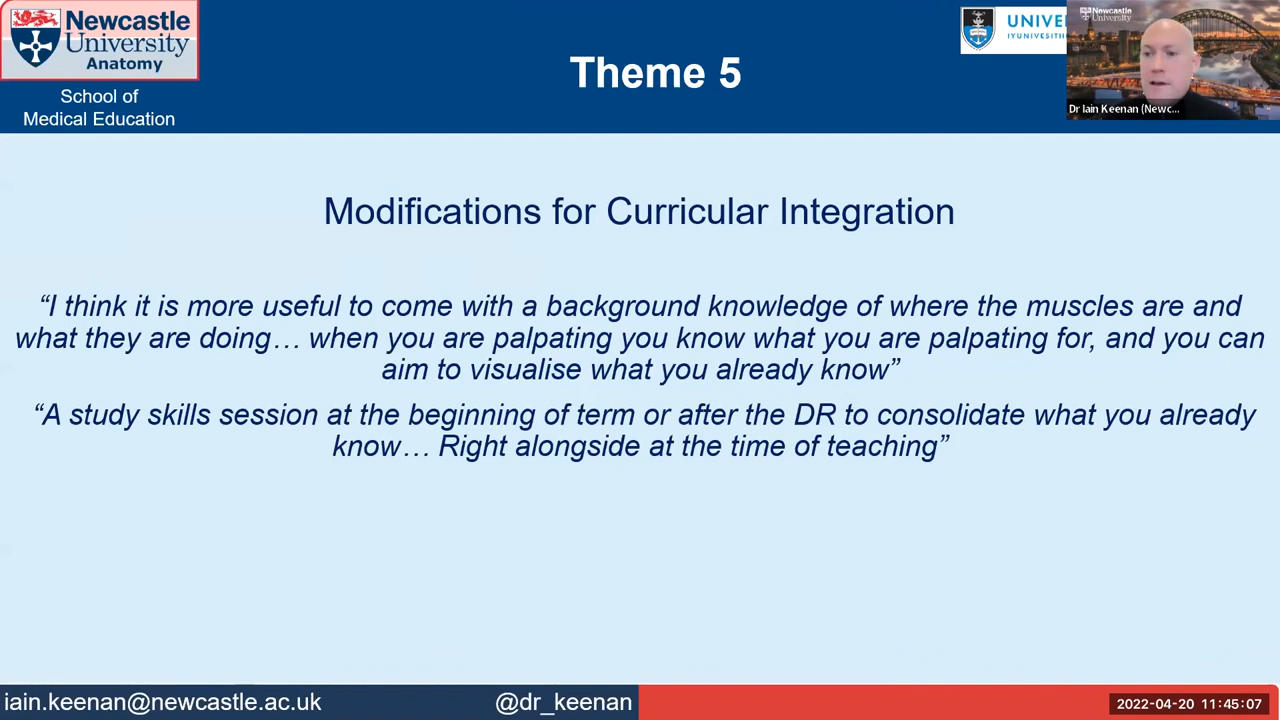 Newcastle
University
Anatomy
School of
Medical Education
Theme 5
UNIVE
IYUNIVESITH
Newcastle
University
Dr Iain Keenan (Newc...
Modifications for Curricular Integration
“I think it is more useful to come with a background knowledge of where the muscles are and
what they are doing… when you are palpating you know what you are palpating for, and you can
aim to visualise what you already know”
“A study skills session at the beginning of term or after the DR to consolidate what you already
know… Right alongside at the time of teaching”
iain.keenan@newcastle.ac.uk
@dr_keenan
2022-04-20 11:45:07